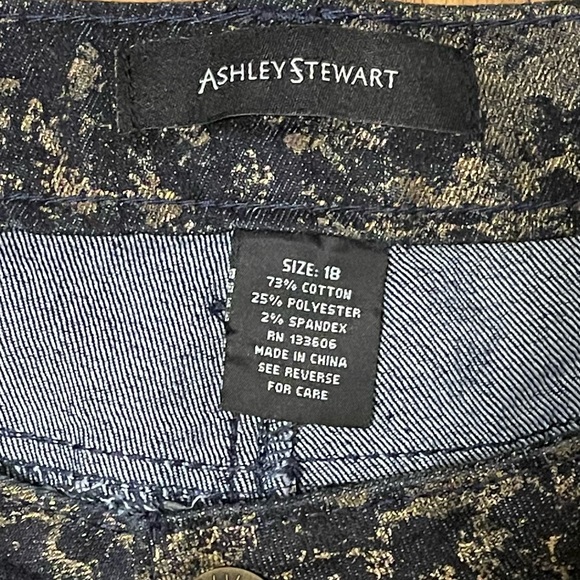 ASHLEY STEWART
SIZE: 18
73% COTTON
25% POLYESTER
2% SPANDEX
RN 133606
MADE IN CHINA
SEE REVERSE
FOR CARE